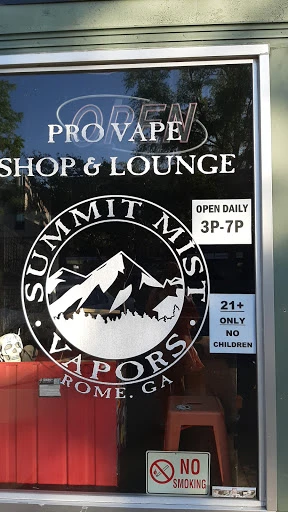 OPEN
PRO VAPE
SHOP & LOUNGE
OPEN DAILY
3P-7P
SUMMIT MIST
VAPORS
ROME. GA
21+
ONLY
NO
CHILDREN
NO
SMOKING